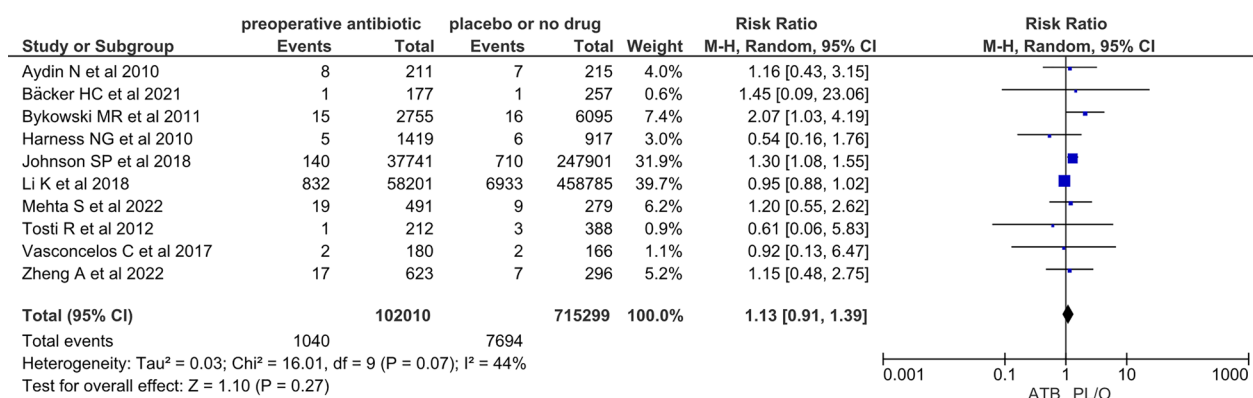 preoperative antibiotic placebo or no drug Risk Ratio Risk Ratio
Study or Subgroup Events Total Events Total Weight M-H, Random, 95% CI M-H, Random, 95% CI
Aydin N et al 2010 8 211 7 215 4.0% 1.16 [0.43, 3.15]
Bäcker HC et al 2021 1 177 1 257 0.6% 1.45 [0.09, 23.06]
Bykowski MR et al 2011 15 2755 16 6095 7.4% 2.07 [1.03, 4.19]
Harness NG et al 2010 5 1419 6 917 3.0% 0.54 [0.16, 1.76]
Johnson SP et al 2018 140 37741 710 247901 31.9% 1.30 [1.08, 1.55]
Li K et al 2018 832 58201 6933 458785 39.7% 0.95 [0.88, 1.02]
Mehta S et al 2022 19 491 9 279 6.2% 1.20 [0.55, 2.62]
Tosti R et al 2012 1 212 3 388 0.9% 0.61 [0.06, 5.83]
Vasconcelos C et al 2017 2 180 2 166 1.1% 0.92 [0.13, 6.47]
Zheng A et al 2022 17 623 7 296 5.2% 1.15 [0.48, 2.75]
Total (95% CI) 102010 715299 100.0% 1.13 [0.91, 1.39]
Total events 1040 7694
Heterogeneity: Tau² = 0.03; Chi² = 16.01, df = 9 (P = 0.07); I² = 44%
Test for overall effect: Z = 1.10 (P = 0.27)
0.001 0.1 1 10 1000
ATB PL/O